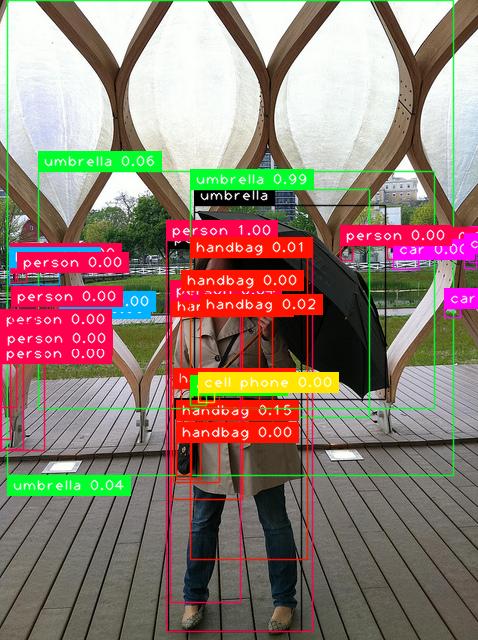 umbrella 0.06
umbrella 0.99
umbrella
person 1.00
person 0.00
handbag 0.01
car 0.00
person 0.00
handbag 0.00
person 0.00
.00
handbag 0.02
car
person 0.00
person 0.00
cell phone 0.00
handbag 0.15
handbag 0.00
umbrella 0.04